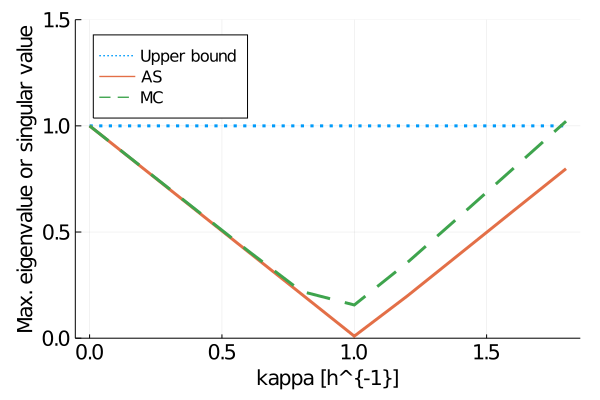 Max. eigenvalue or singular value
1.5
1.0
0.5
0.0
Upper bound
AS
MC
0.0 0.5 1.0 1.5
kappa [h^{-1}]